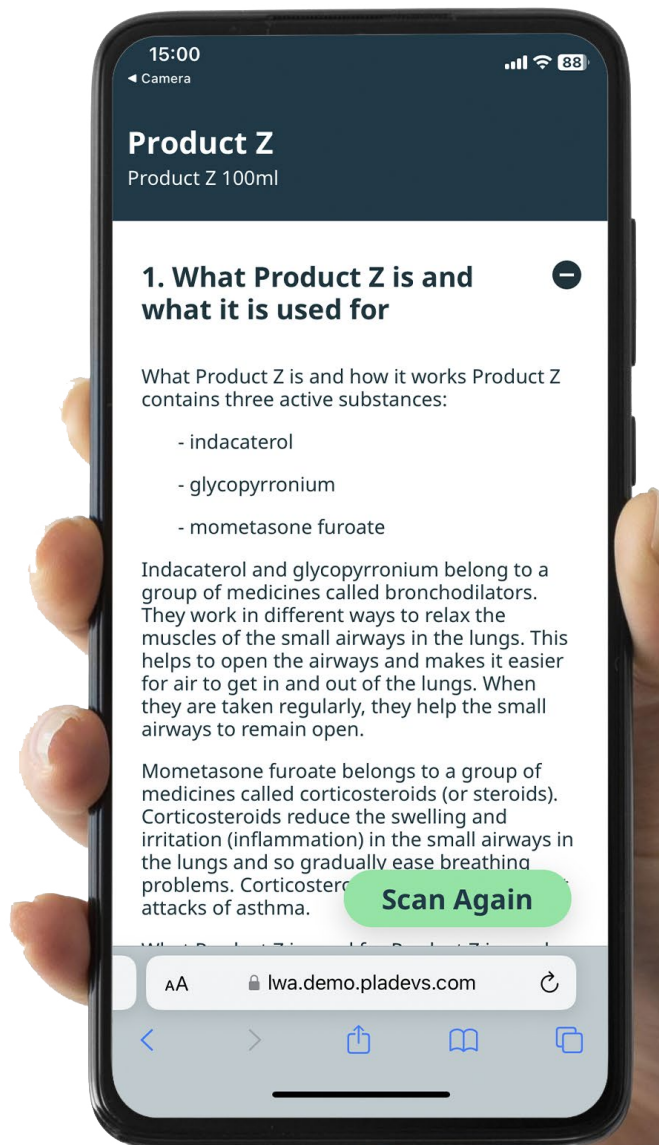 15:00
88
◀ Camera
Product Z
Product Z 100ml
1. What Product Z is and
what it is used for
What Product Z is and how it works Product Z
contains three active substances:
- indacaterol
- glycopyrronium
- mometasone furoate
Indacaterol and glycopyrronium belong to a
group of medicines called bronchodilators.
They work in different ways to relax the
muscles of the small airways in the lungs. This
helps to open the airways and makes it easier
for air to get in and out of the lungs. When
they are taken regularly, they help the small
airways to remain open.
Mometasone furoate belongs to a group of
medicines called corticosteroids (or steroids).
Corticosteroids reduce the swelling and
irritation (inflammation) in the small airways in
the lungs and so gradually ease breathing
problems.
attacks of asthma.
Scan Again
AA
lwa.demo.pladevs.com